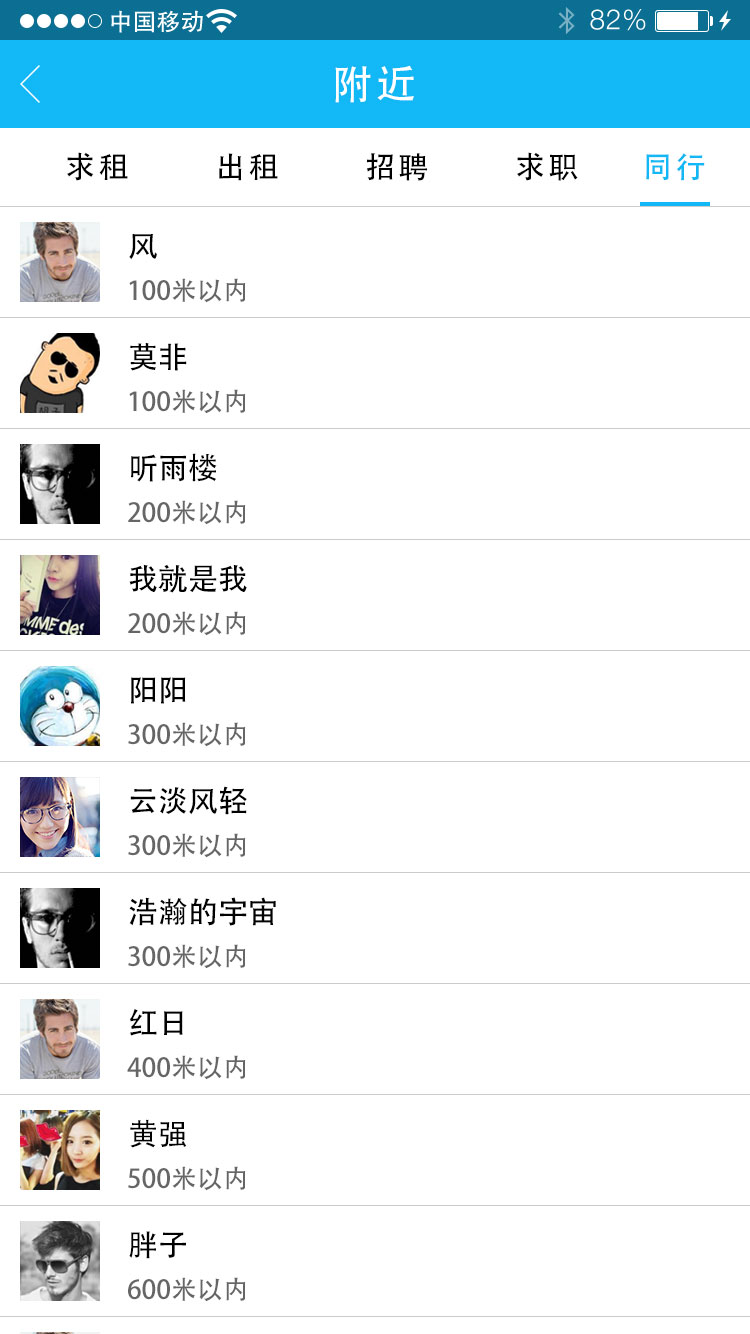 中国移动 82%
附近
求租 出租 招聘 求职 同行
风
100米以内
莫非
100米以内
听雨楼
200米以内
我就是我
200米以内
阳阳
300米以内
云淡风轻
300米以内
浩瀚的宇宙
300米以内
红日
400米以内
黄强
500米以内
胖子
600米以内